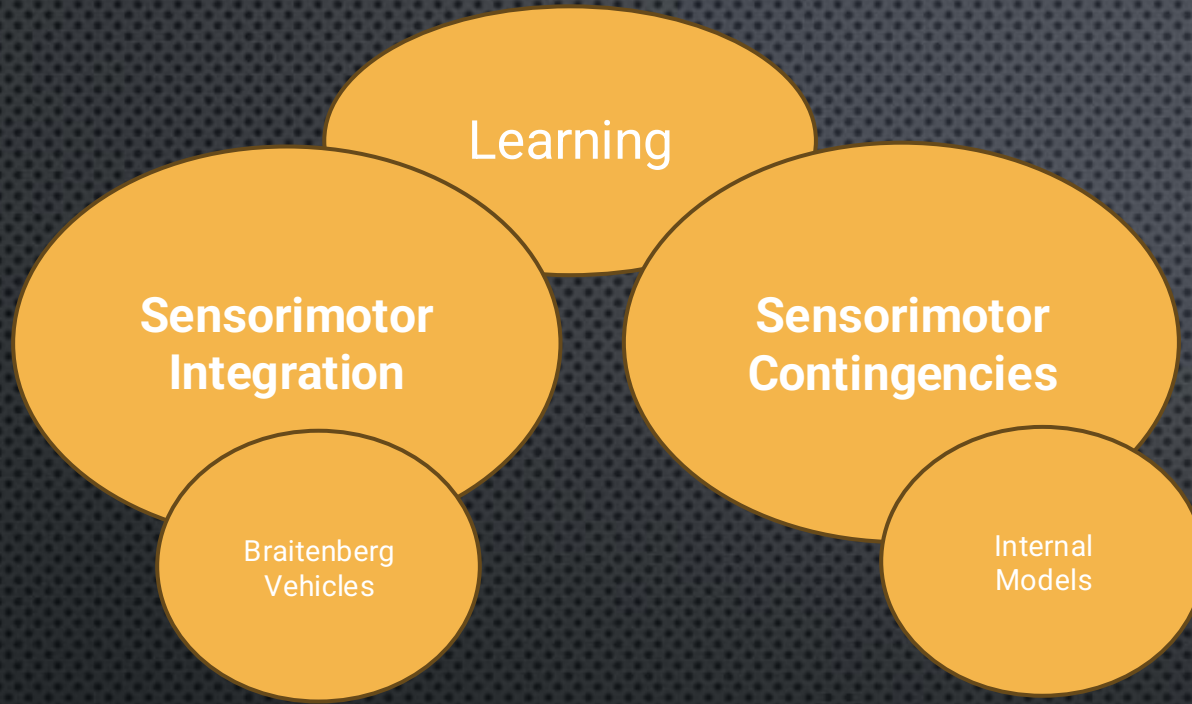 Learning
Sensorimotor
Integration
Sensorimotor
Contingencies
Braitenberg
Vehicles
Internal
Models